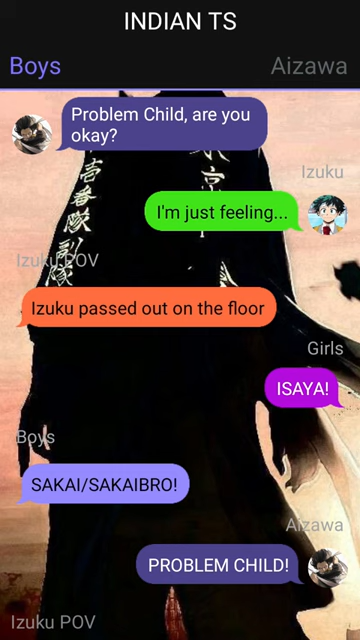 INDIAN TS
Boys
Aizawa
Problem Child, are you
okay?
Izuku
I'm just feeling...
Izuku POV
Izuku passed out on the floor
Girls
ISAYA!
Boys
SAKAI/SAKAIBRO!
Aizawa
PROBLEM CHILD!
Izuku POV